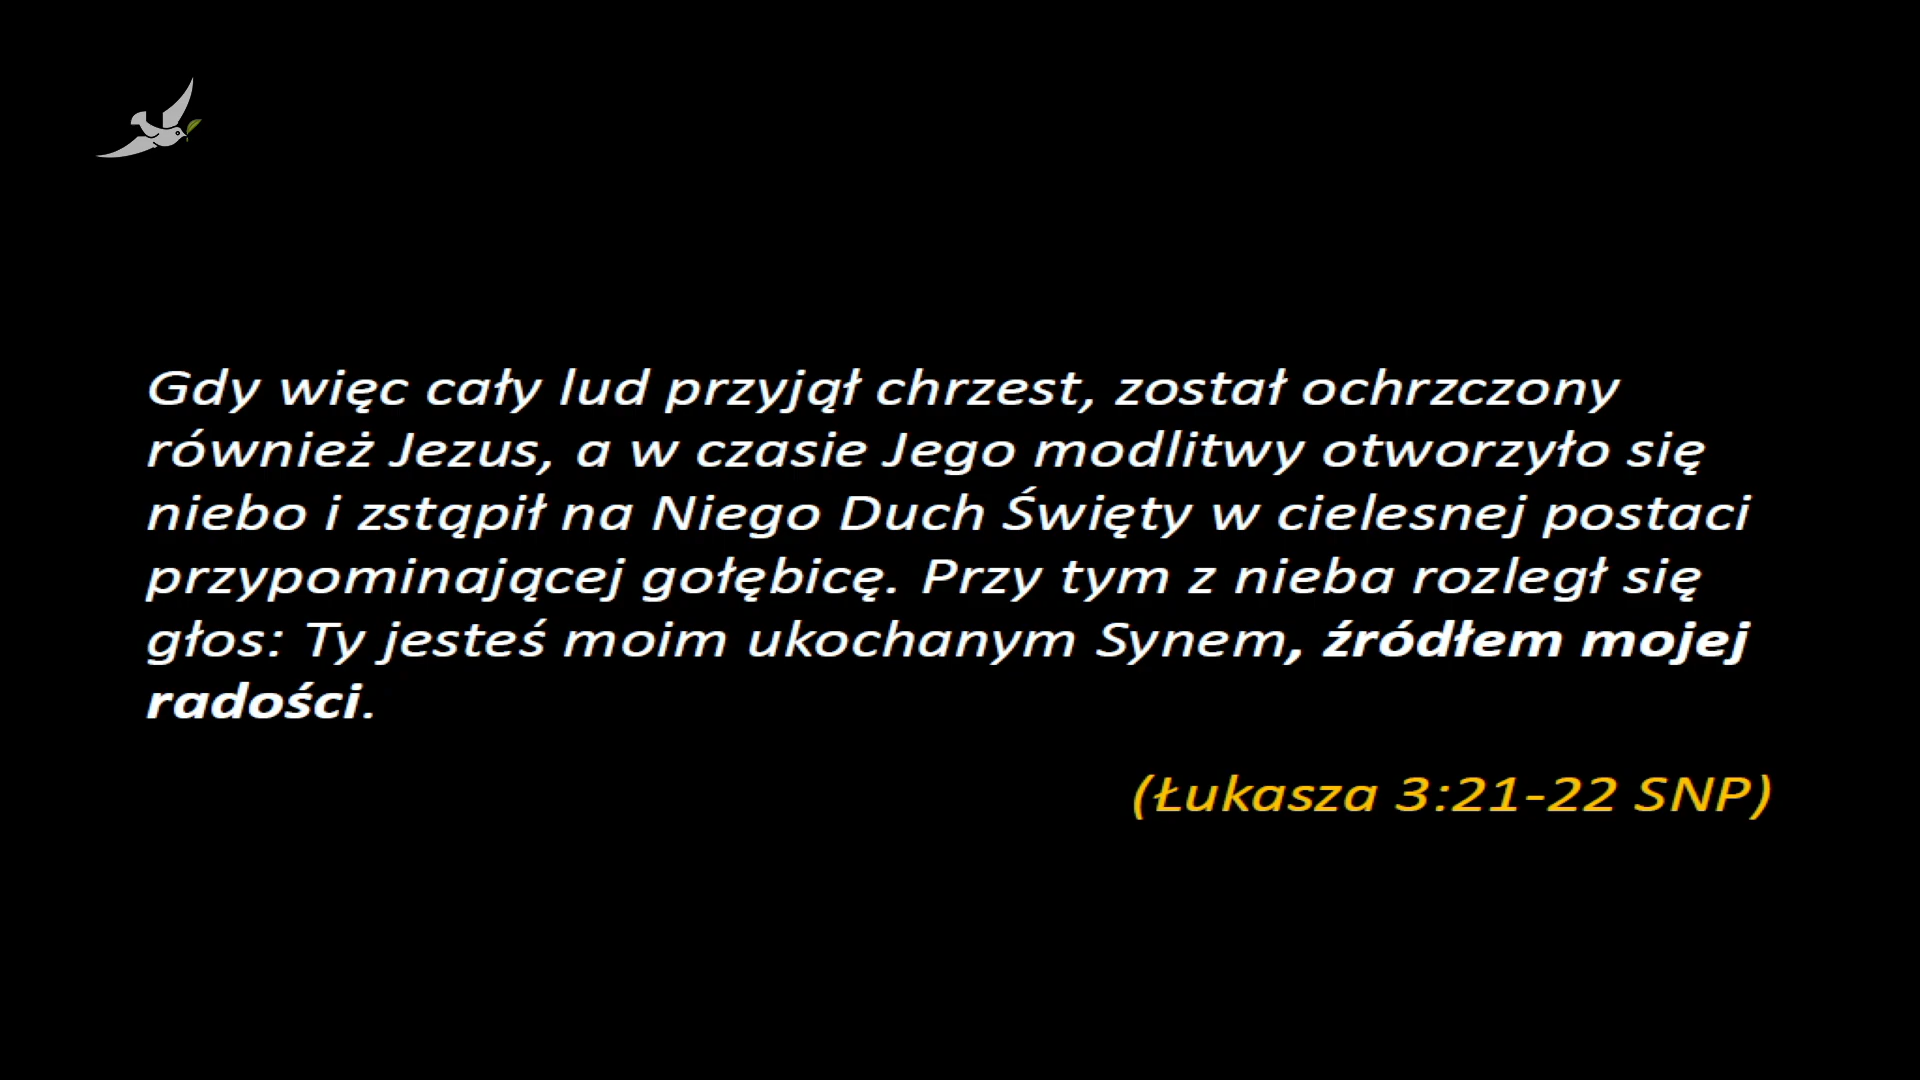 Gdy więc cały lud przyjął chrzest, został ochrzczony
również Jezus, a w czasie Jego modlitwy otworzyło się
niebo i zstąpił na Niego Duch Święty w cielesnej postaci
przypominającej gołębicę. Przy tym z nieba rozległ się
głos: Ty jesteś moim ukochanym Synem, źródłem mojej
radości.
(Łukasza 3:21-22 SNP)